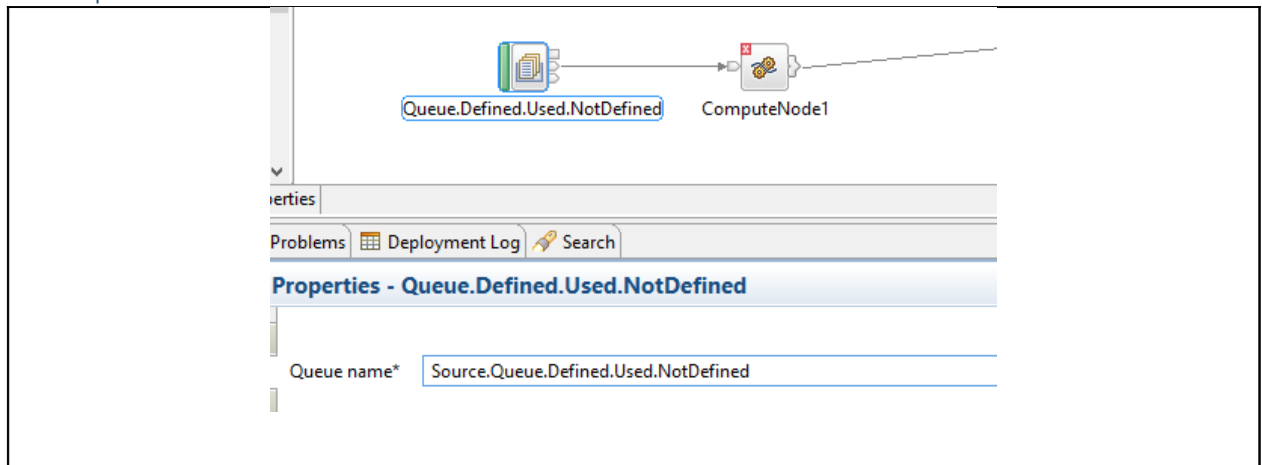 Queue.Defined.Used.NotDefined
ComputeNode1
perties
Problems Deployment Log Search
Properties - Queue.Defined.Used.NotDefined
Queue name* Source.Queue.Defined.Used.NotDefined